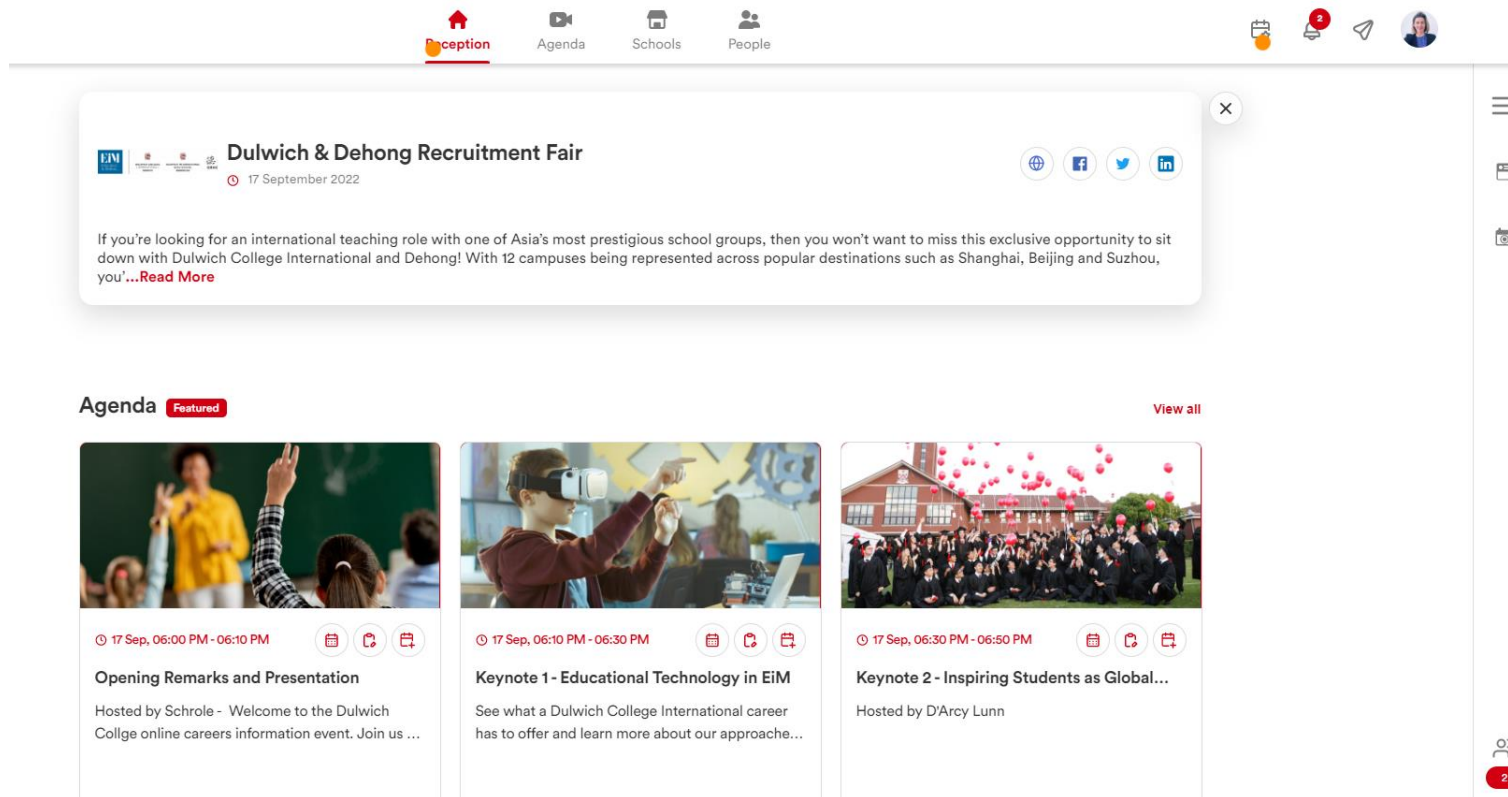 Reception
Agenda
Schools
People
2
EiM
Dulwich & Dehong Recruitment Fair
17 September 2022
If you’re looking for an international teaching role with one of Asia’s most prestigious school groups, then you won’t want to miss this exclusive opportunity to sit
down with Dulwich College International and Dehong! With 12 campuses being represented across popular destinations such as Shanghai, Beijing and Suzhou,
you’...Read More
Agenda Featured
View all
17 Sep, 06:00 PM - 06:10 PM
Opening Remarks and Presentation
Hosted by Schrole - Welcome to the Dulwich
Collge online careers information event. Join us ...
17 Sep, 06:10 PM - 06:30 PM
Keynote 1 - Educational Technology in EiM
See what a Dulwich College International career
has to offer and learn more about our approache...
17 Sep, 06:30 PM - 06:50 PM
Keynote 2 - Inspiring Students as Global...
Hosted by D'Arcy Lunn
2